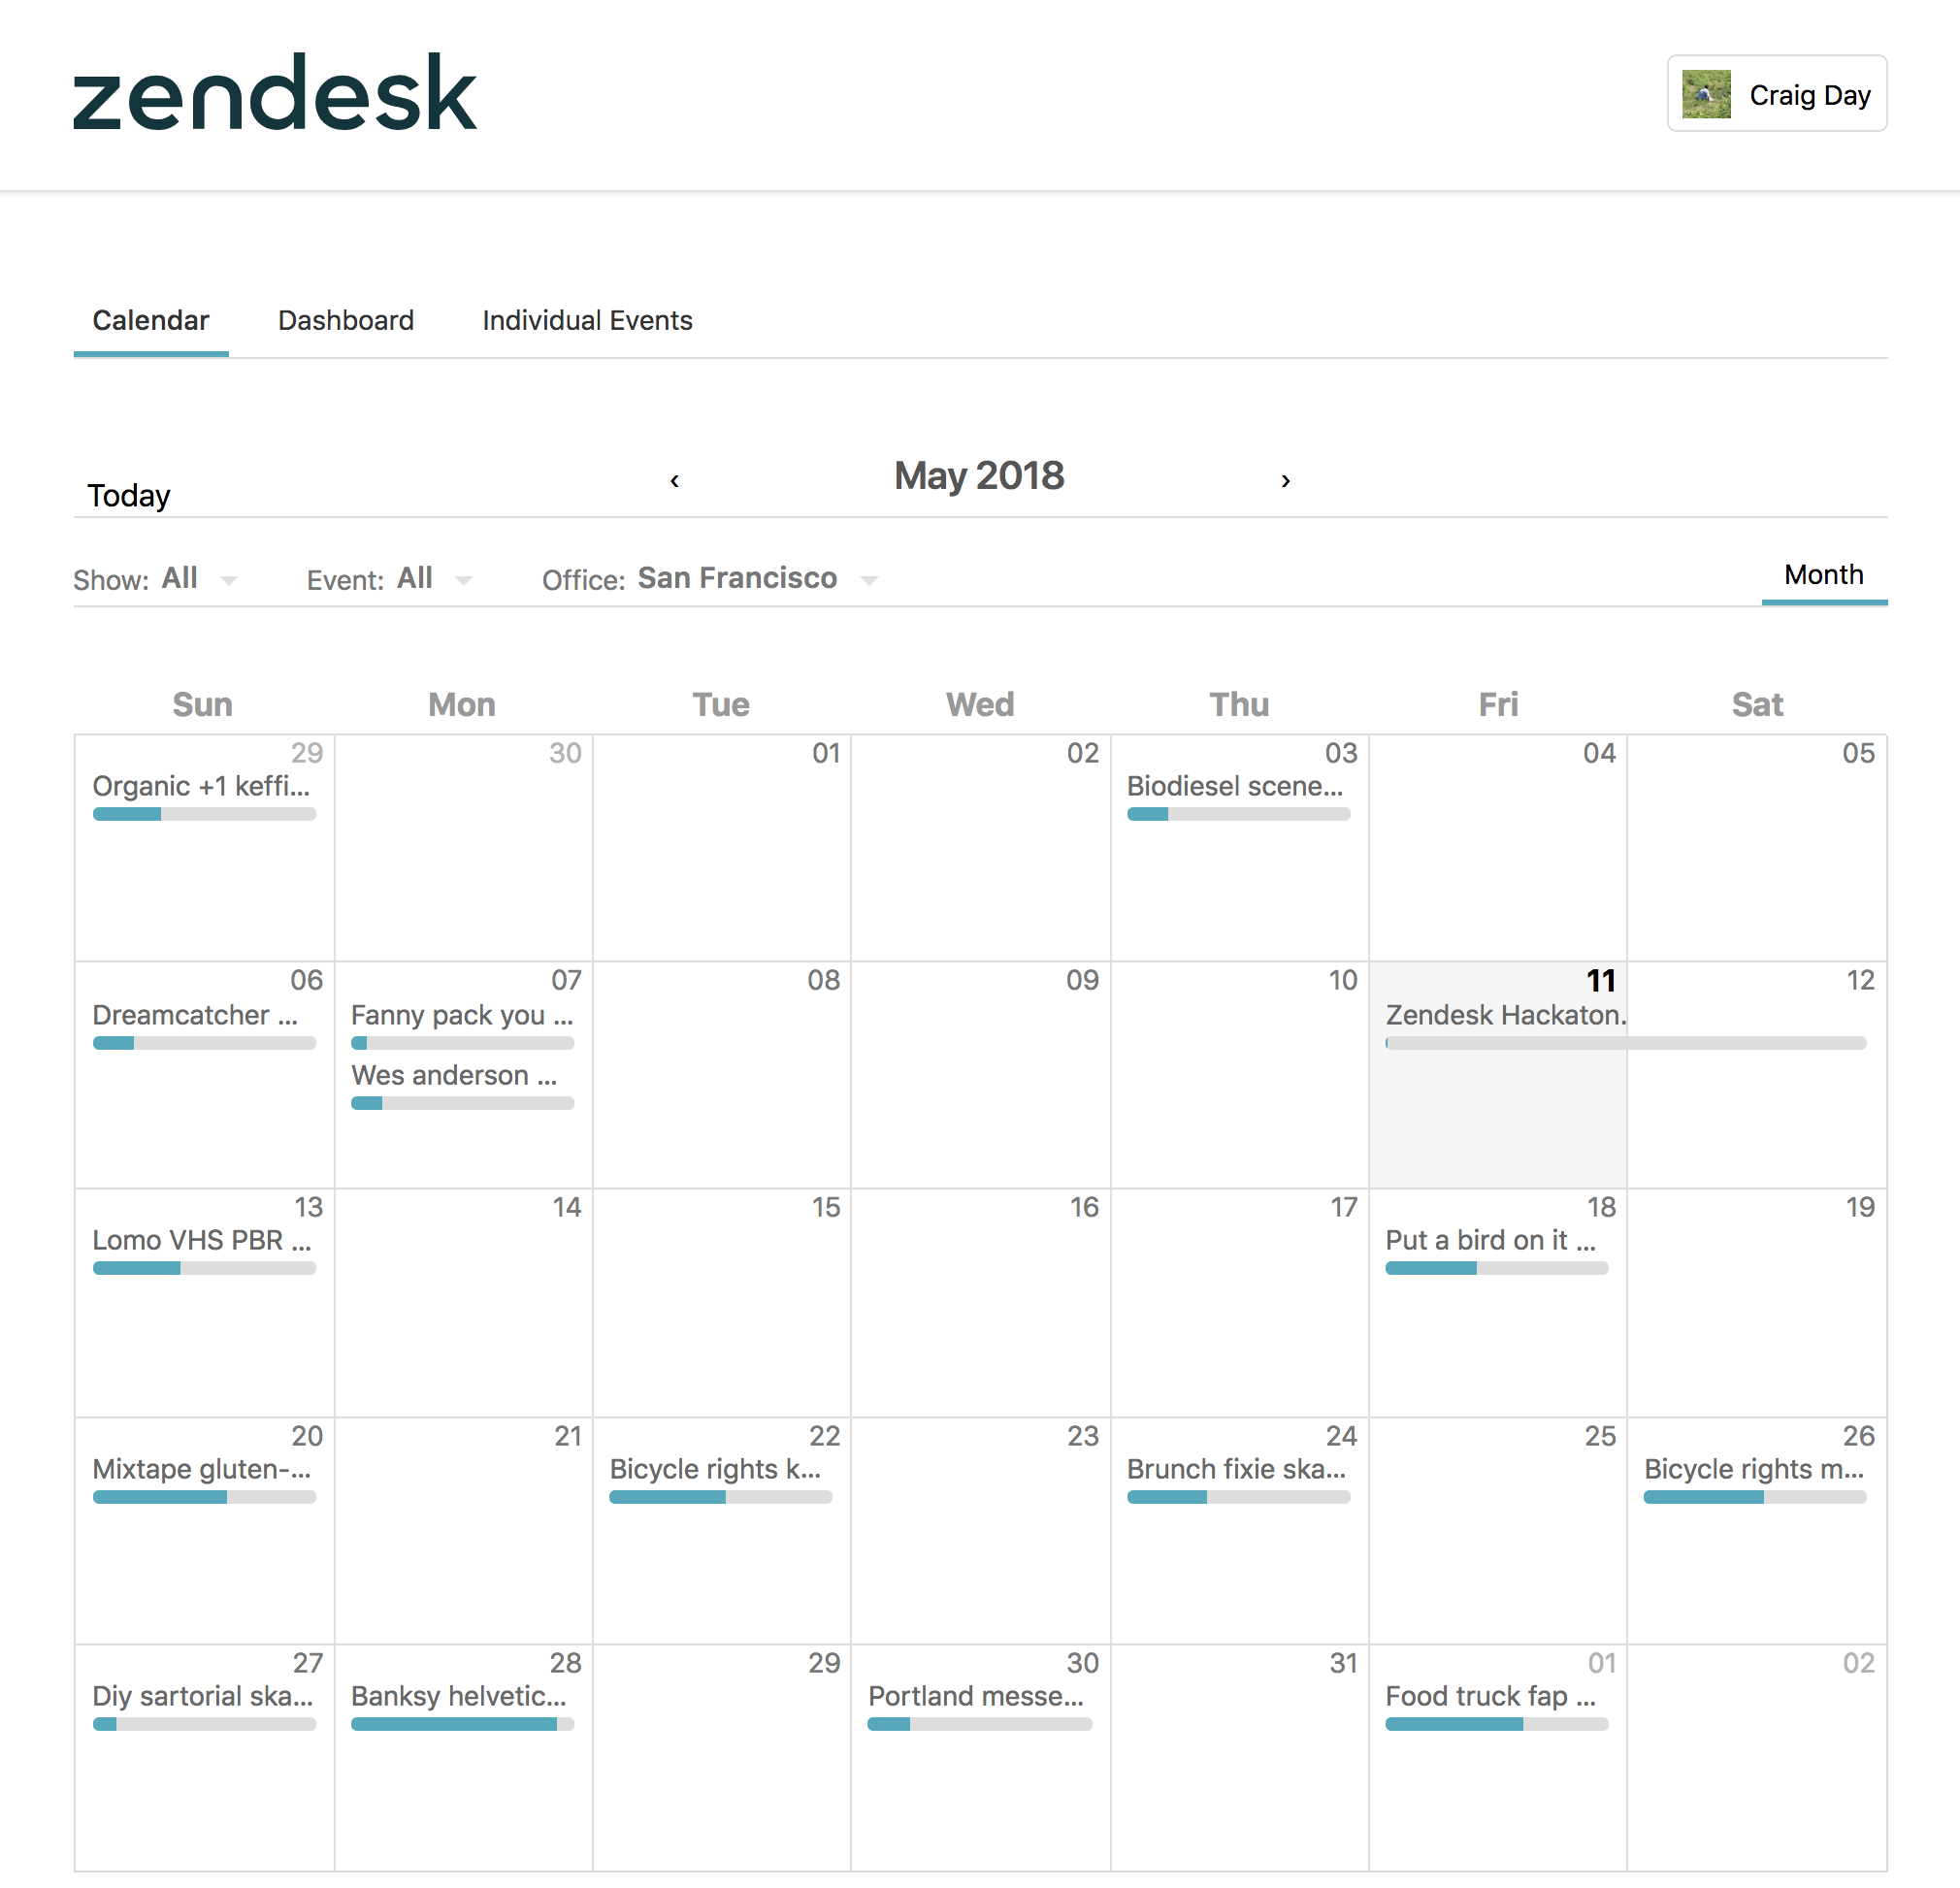 zendesk
Craig Day
Calendar Dashboard Individual Events
Today ‹ May 2018 ›
Show: All Event: All Office: San Francisco Month
Sun Mon Tue Wed Thu Fri Sat
29 30 01 02 03 04 05
Organic +1 keffi... Biodiesel scene...
06 07 08 09 10 11 12
Dreamcatcher ... Fanny pack you ... Zendesk Hackaton.
Wes anderson ...
13 14 15 16 17 18 19
Lomo VHS PBR ... Put a bird on it ...
20 21 22 23 24 25 26
Mixtape gluten-... Bicycle rights k... Brunch fixie ska... Bicycle rights m...
27 28 29 30 31 01 02
Diy sartorial ska... Banksy helvetic... Portland messe... Food truck fap ...